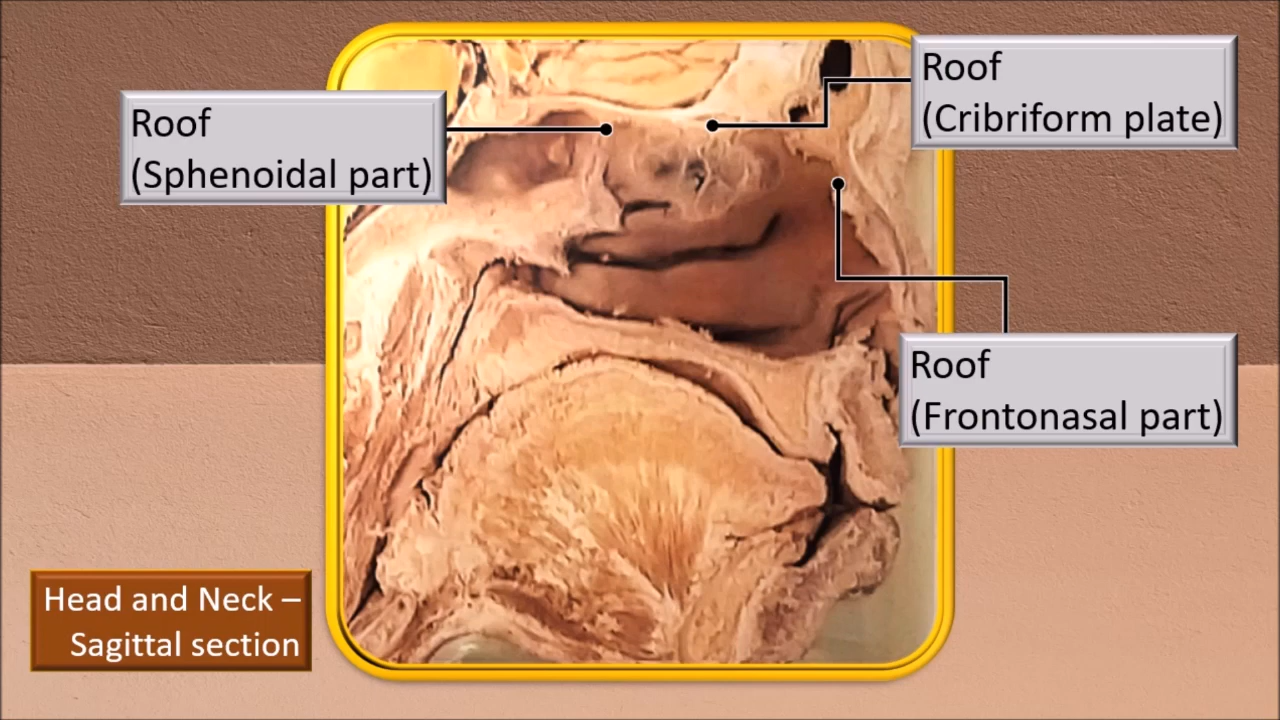 Roof
(Cribriform plate)
Roof
(Sphenoidal part)
Roof
(Frontonasal part)
Head and Neck –
Sagittal section